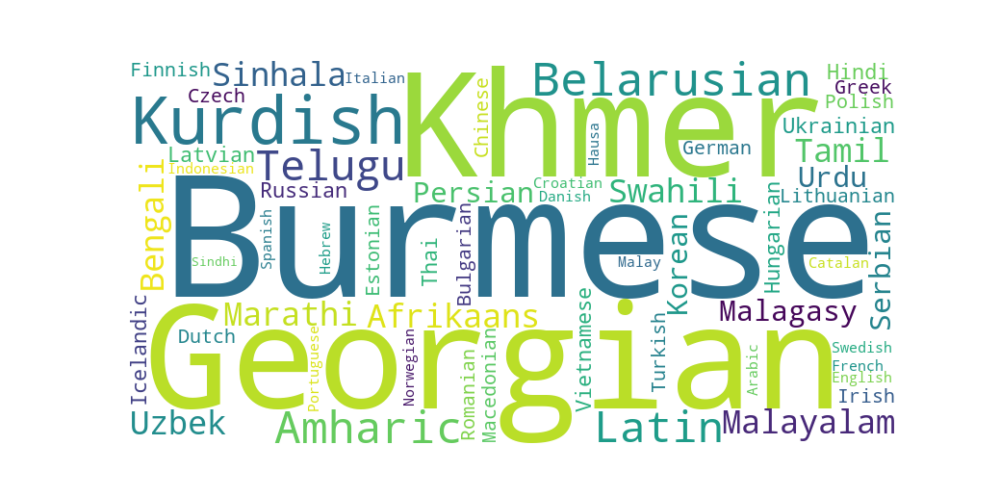 Finnish
Sinhala
Italian
Khmer
Belarusian
Hindi
Czech
Greek
Kurdish
Chinese
Polish
Hausa
Ukrainian
Latvian
Telugu
German
Tamil
Indonesian
Bengali
Russian
Persian
Croatian
Swahili
Urdu
Danish
Lithuanian
Burmese
Spanish
Hebrew
Estonian
Thai
Bulgarian
Korean
Hungarian
Serbian
Sindhi
Malay
Catalan
Icelandic
Marathi
Afrikaans
Vietnamese
Malagasy
Georgian
Dutch
Portuguese
Norwegian
Turkish
Arabic
Swedish
French
English
Romanian
Macedonian
Irish
Uzbek
Amharic
Latin
Malayalam